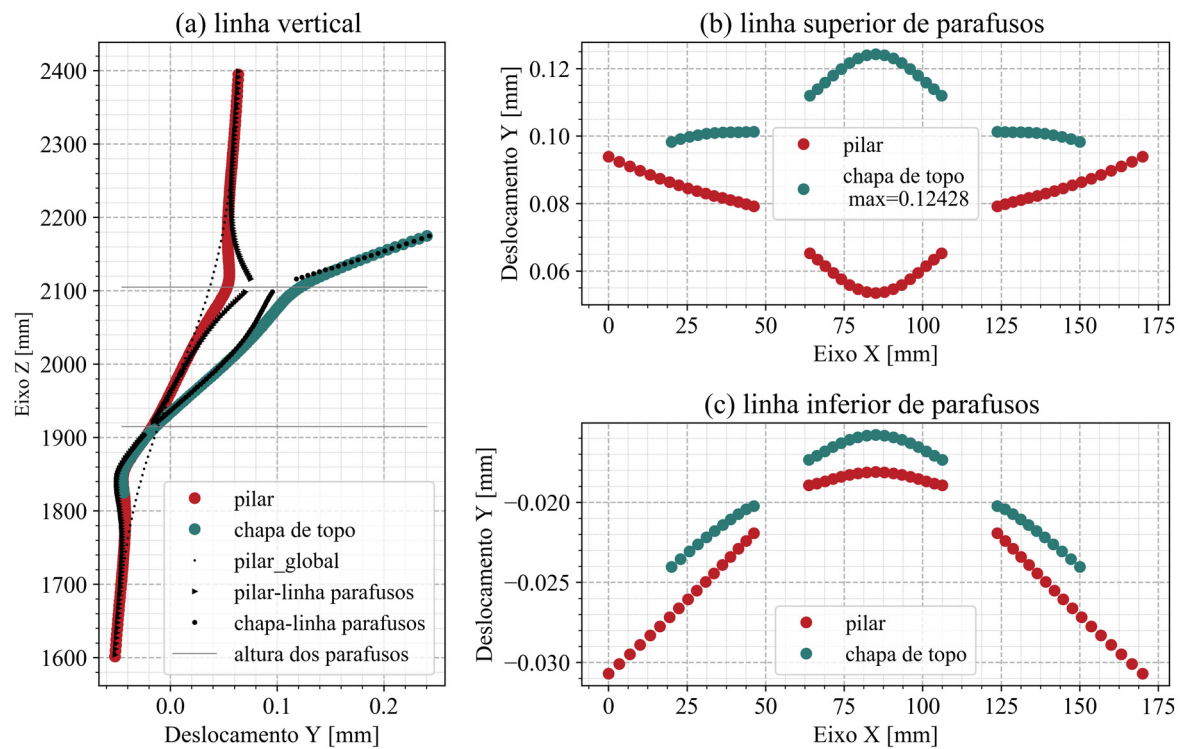 (a) linha vertical
Eixo Z [mm]
2400
2300
2200
2100
2000
1900
1800
1700
1600
0.0
0.1
0.2
Deslocamento Y [mm]
pilar
chapa de topo
pilar_global
pilar-linha parafusos
chapa-linha parafusos
altura dos parafusos
(b) linha superior de parafusos
Deslocamento Y [mm]
0.12
0.10
0.08
0.06
pilar
chapa de topo
max=0.12428
0
25
50
75
100
125
150
175
Eixo X [mm]
(c) linha inferior de parafusos
Deslocamento Y [mm]
−0.020
−0.025
−0.030
pilar
chapa de topo
0
25
50
75
100
125
150
175
Eixo X [mm]